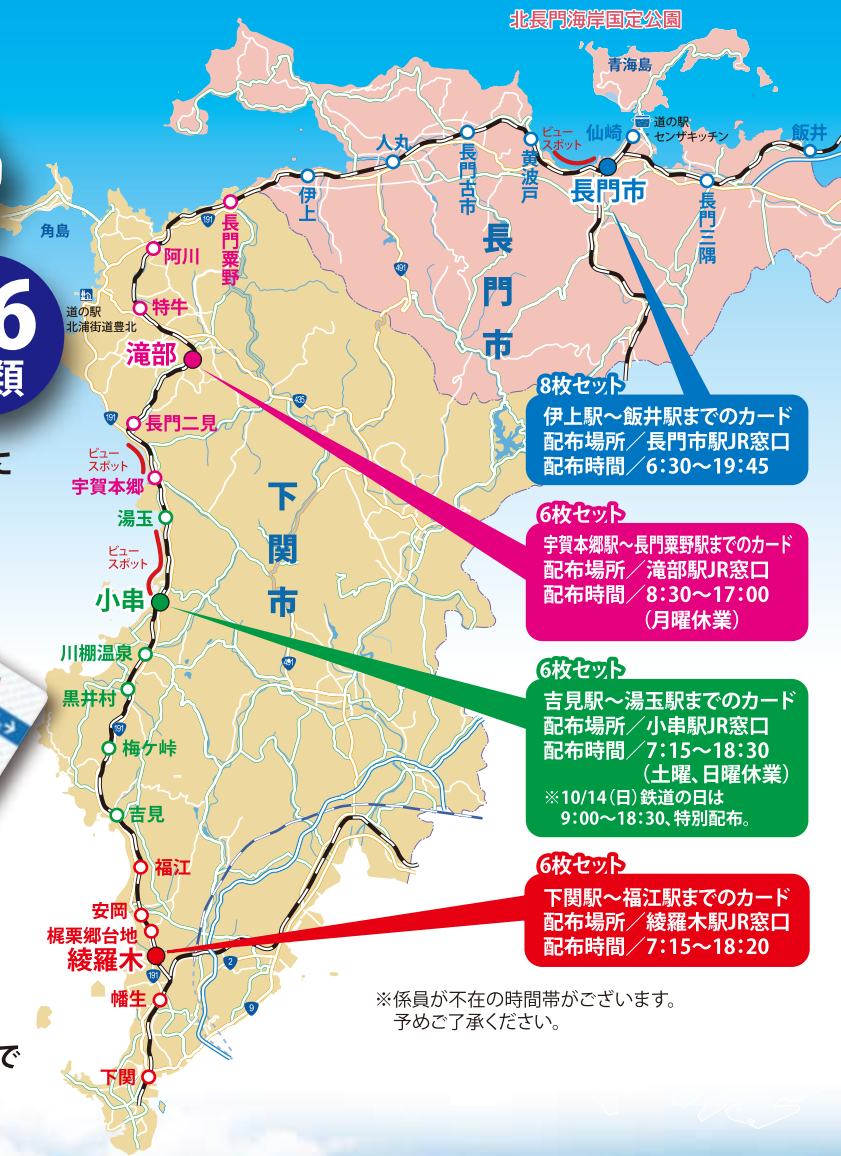 北長門海岸国定公園
青海島
道の駅
センザキッチン
仙崎
飯井
ビュー
スポット
黄波戸
長門古市
人丸
伊上
長門市
長門三隅
長門市
角島
191
長門粟野
阿川
491
6
類
道の駅
北浦街道豊北
特牛
滝部
435
191
長門二見
ビュー
スポット
宇賀本郷
湯玉
ビュー
スポット
小串
下関市
川棚温泉
491
黒井村
191
梅ケ峠
吉見
福江
安岡
梶栗郷台地
綾羅木
191
2
幡生
9
下関
で
8枚セット
伊上駅～飯井駅までのカード
配布場所／長門市駅JR窓口
配布時間／6：30～19：45
6枚セット
宇賀本郷駅～長門粟野駅までのカード
配布場所／滝部駅JR窓口
配布時間／8：30～17：00
（月曜休業）
6枚セット
吉見駅～湯玉駅までのカード
配布場所／小串駅JR窓口
配布時間／7：15～18：30
（土曜、日曜休業）
※10/14（日）鉄道の日は
9：00～18：30、特別配布。
6枚セット
下関駅～福江駅までのカード
配布場所／綾羅木駅JR窓口
配布時間／7：15～18：20
※係員が不在の時間帯がございます。
予めご了承ください。